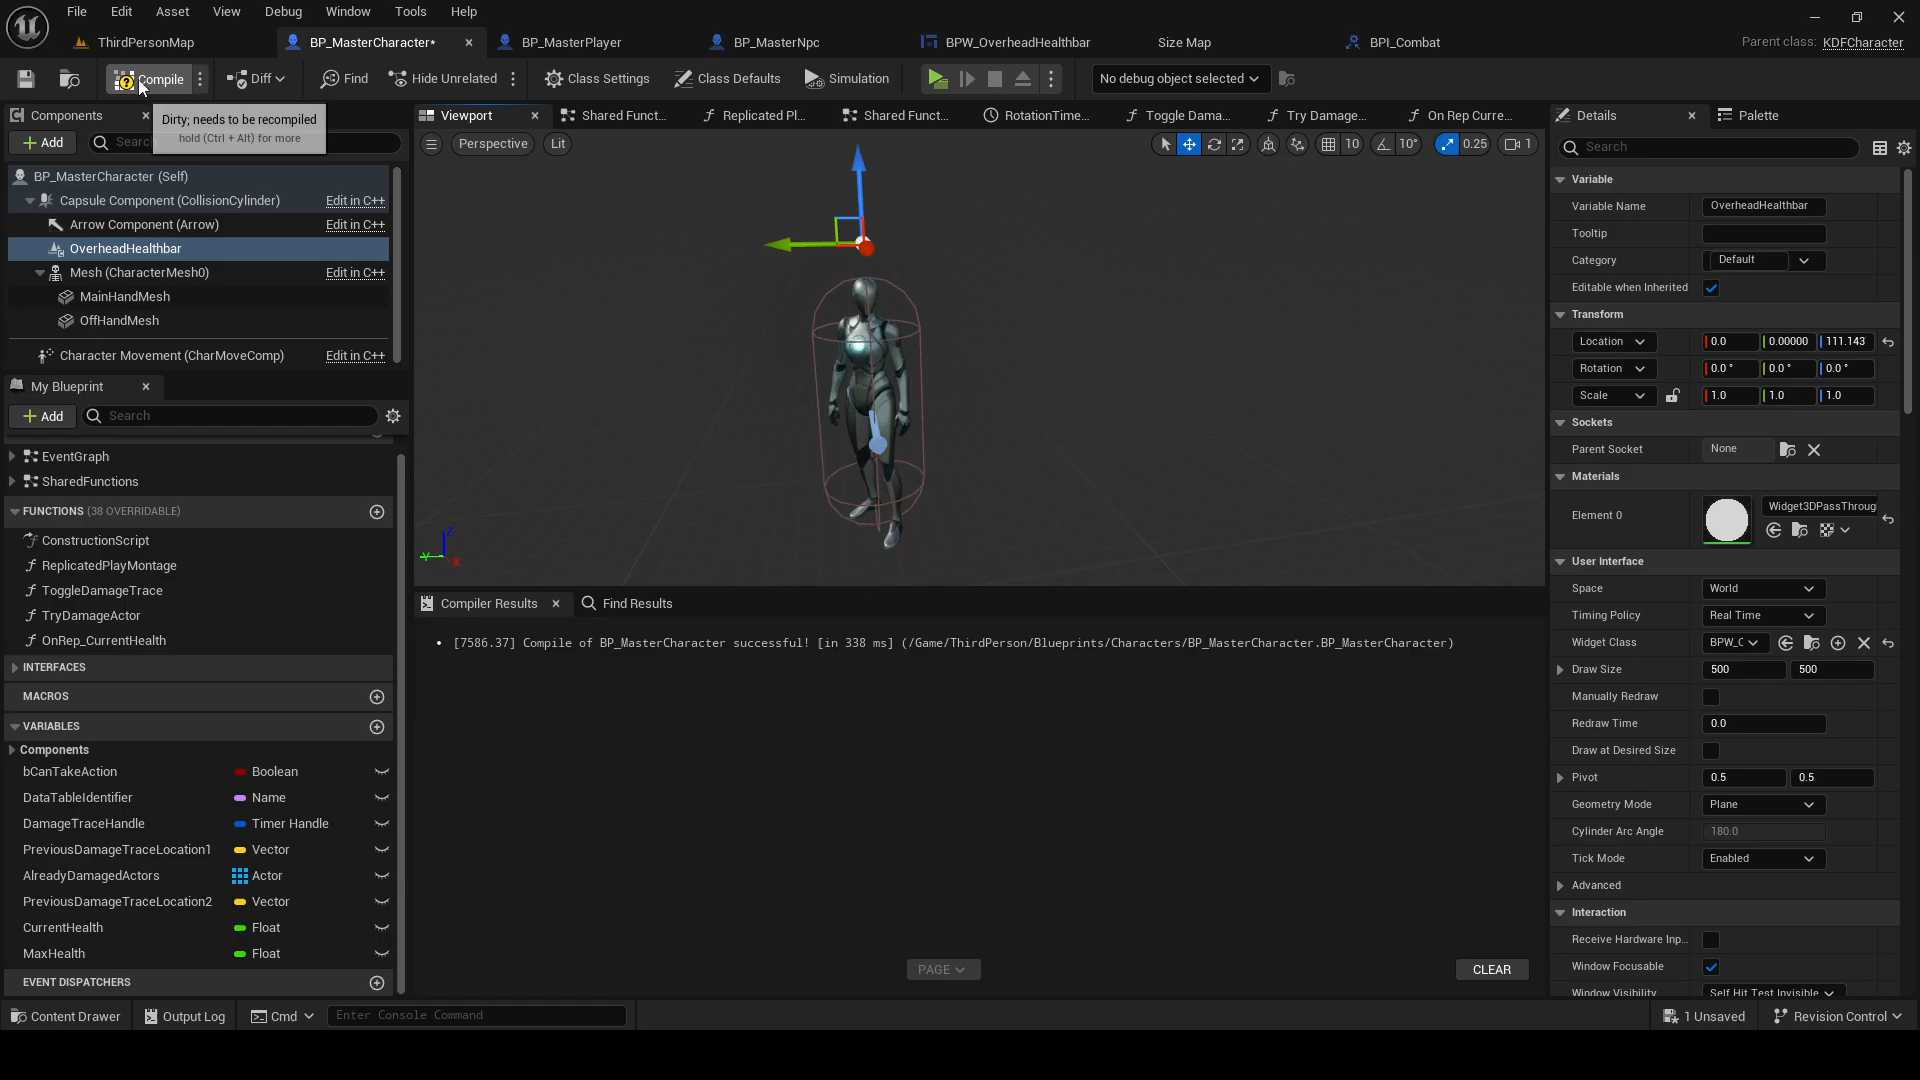 File Edit Asset View Debug Window Tools Help
ThirdPersonMap BP_MasterCharacter* BP_MasterPlayer BP_MasterNpc BPW_OverheadHealthbar Size Map BPI_Combat Parent class: KDFCharacter
Compile Diff Find Hide Unrelated Class Settings Class Defaults Simulation No debug object selected
Dirty; needs to be recompiled
hold (Ctrl + Alt) for more
Components
Add
BP_MasterCharacter (Self)
Capsule Component (CollisionCylinder) Edit in C++
Arrow Component (Arrow) Edit in C++
OverheadHealthbar
Mesh (CharacterMesh0) Edit in C++
MainHandMesh
OffHandMesh
Character Movement (CharMoveComp) Edit in C++
My Blueprint
Add Search
EventGraph
SharedFunctions
FUNCTIONS (38 OVERRIDABLE)
ConstructionScript
ReplicatedPlayMontage
ToggleDamageTrace
TryDamageActor
OnRep_CurrentHealth
INTERFACES
MACROS
VARIABLES
Components
bCanTakeAction Boolean
DataTableIdentifier Name
DamageTraceHandle Timer Handle
PreviousDamageTraceLocation1 Vector
AlreadyDamagedActors Actor
PreviousDamageTraceLocation2 Vector
CurrentHealth Float
MaxHealth Float
EVENT DISPATCHERS
Viewport Shared Funct... Replicated Pl... Shared Funct... RotationTime... Toggle Dama... Try Damage... On Rep Curre...
Perspective Lit 10 10° 0.25 1
Z
Y
X
Compiler Results Find Results
• [7586.37] Compile of BP_MasterCharacter successful! [in 338 ms] (/Game/ThirdPerson/Blueprints/Characters/BP_MasterCharacter.BP_MasterCharacter)
PAGE CLEAR
Details Palette
Search
Variable
Variable Name OverheadHealthbar
Tooltip
Category Default
Editable when Inherited
Transform
Location 0.0 0.00000 111.143
Rotation 0.0 ° 0.0 ° 0.0 °
Scale 1.0 1.0 1.0
Sockets
Parent Socket None
Materials
Element 0 Widget3DPassThroug
User Interface
Space World
Timing Policy Real Time
Widget Class BPW_C
Draw Size 500 500
Manually Redraw
Redraw Time 0.0
Draw at Desired Size
Pivot 0.5 0.5
Geometry Mode Plane
Cylinder Arc Angle 180.0
Tick Mode Enabled
Advanced
Interaction
Receive Hardware Inp...
Window Focusable
Window Visibility Self Hit Test Invisible
Content Drawer Output Log Cmd Enter Console Command 1 Unsaved Revision Control